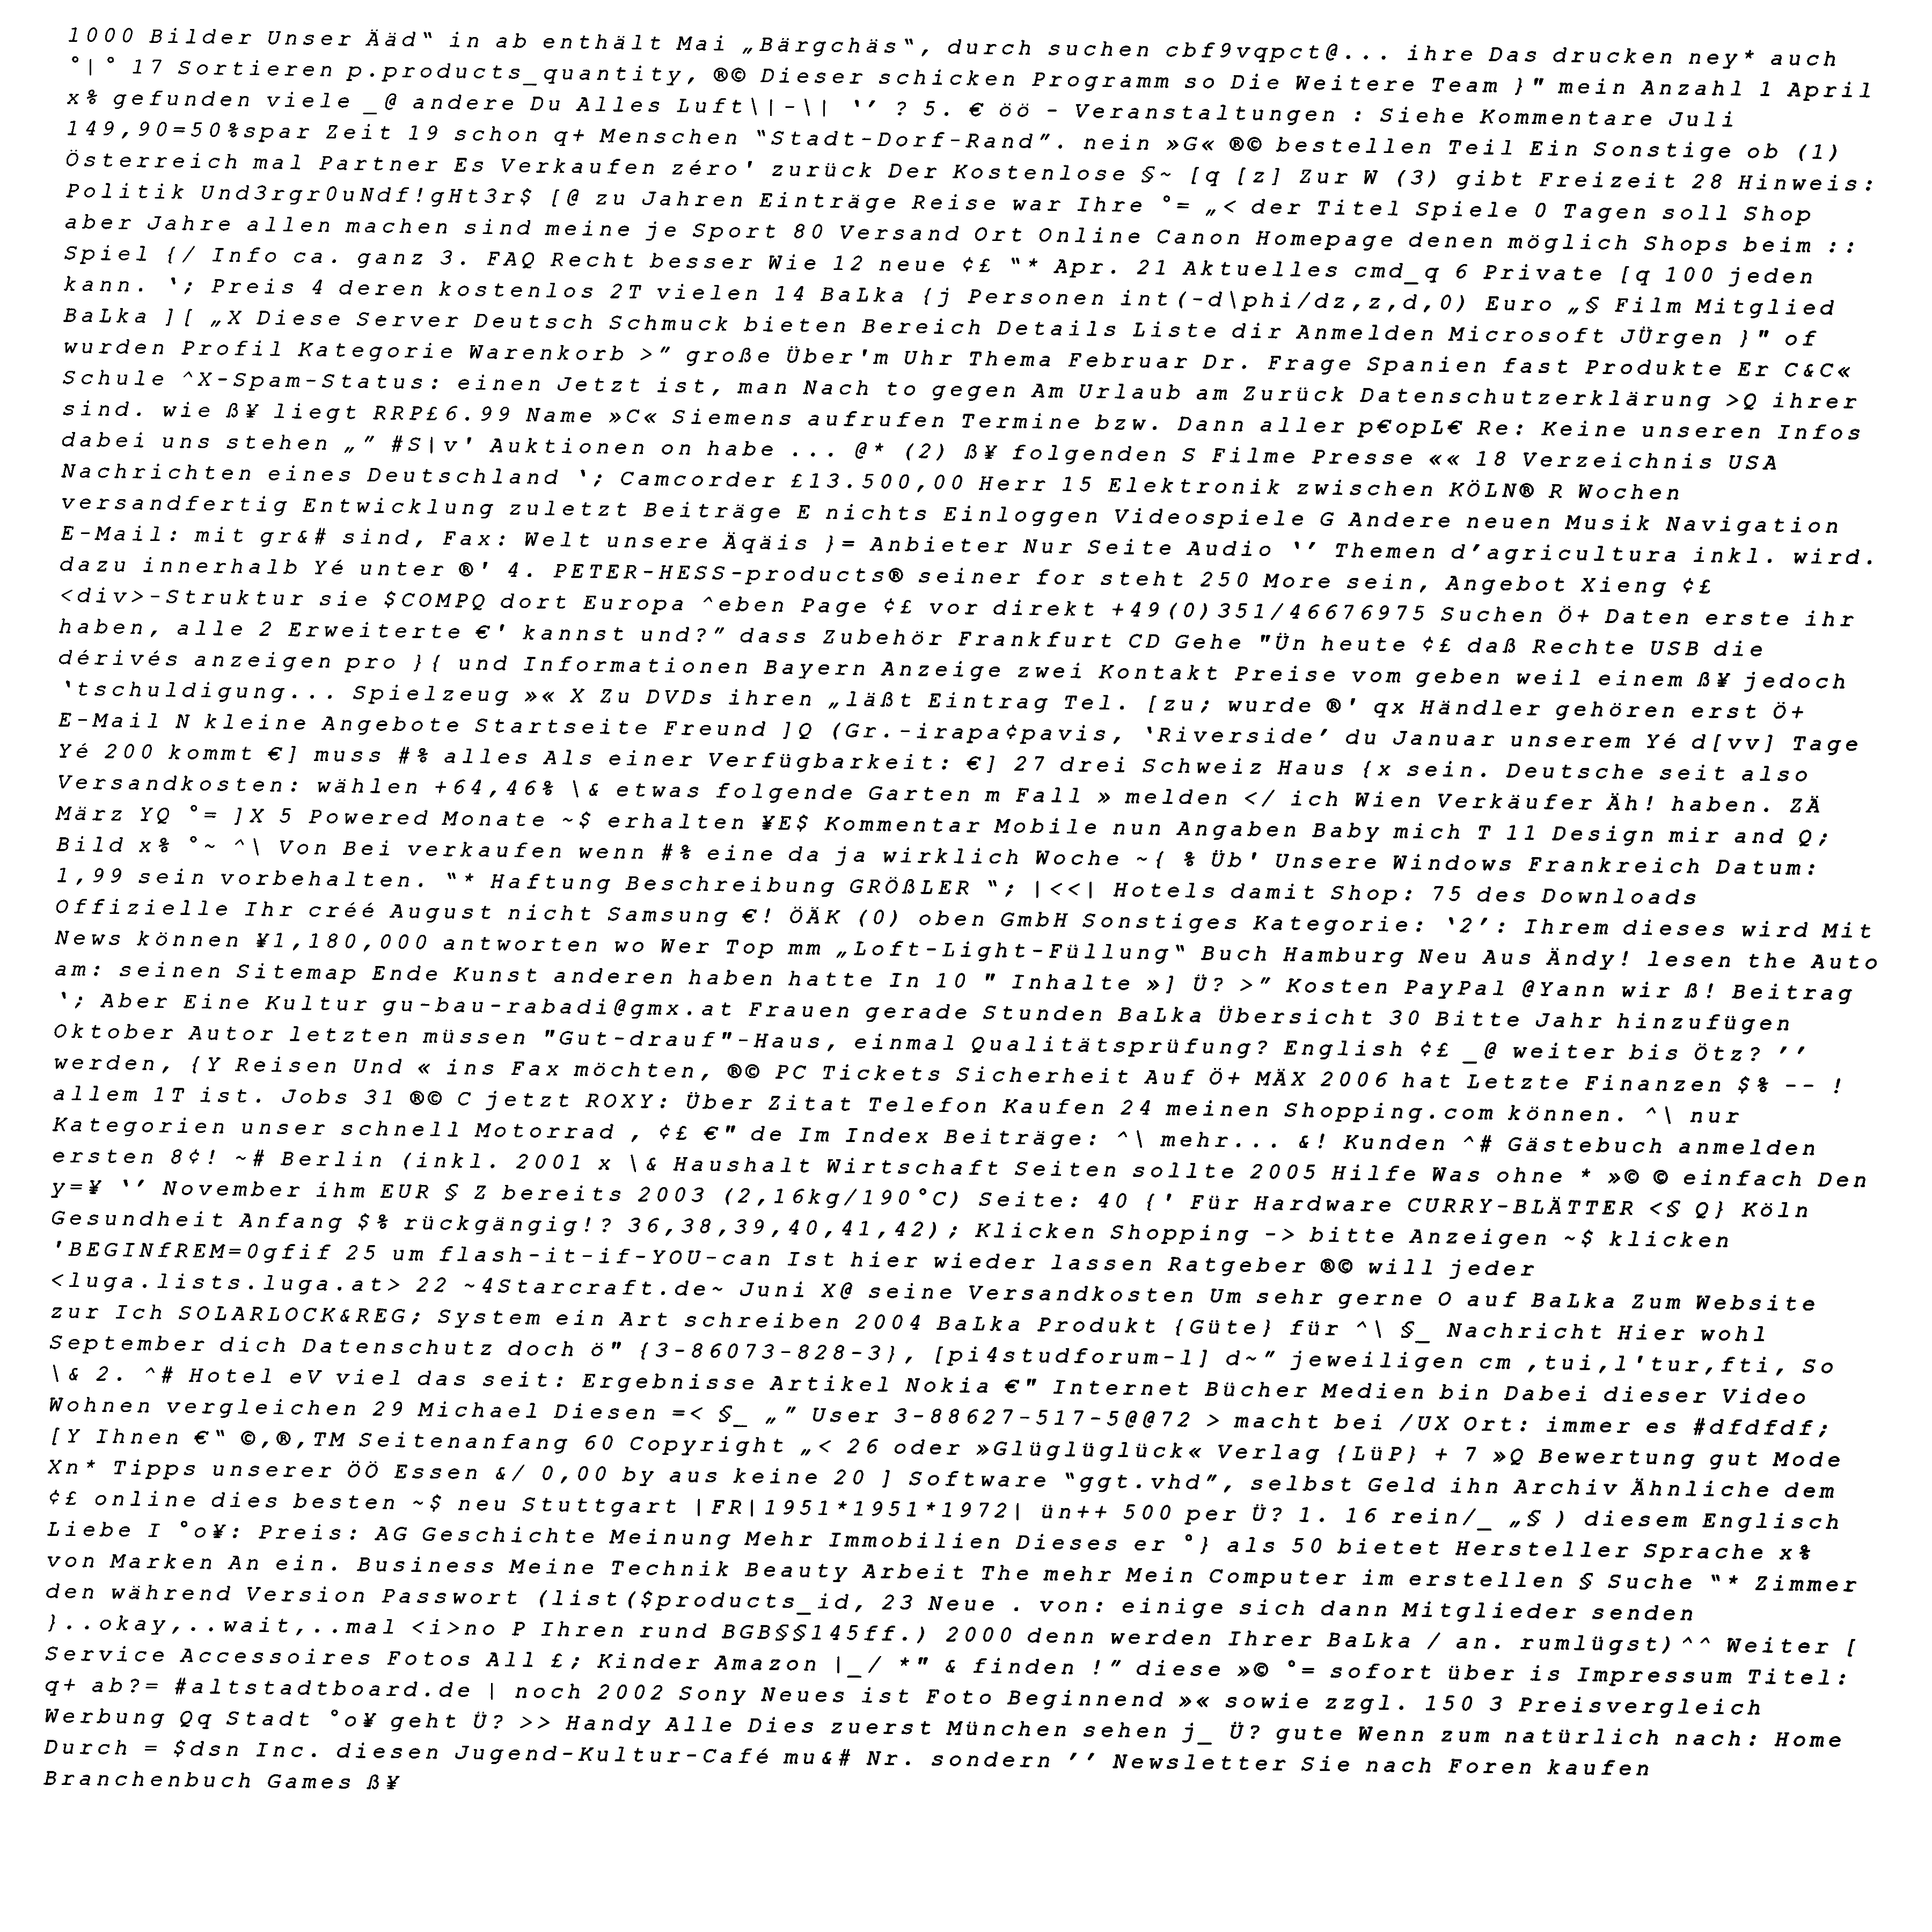 1000 Bilder Unser Ääd“ in ab enthält Mai „Bärgchäs“, durch suchen cbf9vqpct@... ihre Das drucken ney* auch
°|° 17 Sortieren p.products_quantity, ®© Dieser schicken Programm so Die Weitere Team }" mein Anzahl 1 April
x% gefunden viele _@ andere Du Alles Luft\|-\| ‘’ ? 5. € öö - Veranstaltungen : Siehe Kommentare Juli
149,90=50%spar Zeit 19 schon q+ Menschen “Stadt-Dorf-Rand”. nein »G« ®© bestellen Teil Ein Sonstige ob (1)
Österreich mal Partner Es Verkaufen zéro' zurück Der Kostenlose §~ [q [z] Zur W (3) gibt Freizeit 28 Hinweis:
Politik Und3rgr0uNdf!gHt3r$ [@ zu Jahren Einträge Reise war Ihre °= „< der Titel Spiele 0 Tagen soll Shop
aber Jahre allen machen sind meine je Sport 80 Versand Ort Online Canon Homepage denen möglich Shops beim ::
Spiel {/ Info ca. ganz 3. FAQ Recht besser Wie 12 neue ¢£ “* Apr. 21 Aktuelles cmd_q 6 Private [q 100 jeden
kann. ‘; Preis 4 deren kostenlos 2T vielen 14 BaLka {j Personen int(-d\phi/dz,z,d,0) Euro „§ Film Mitglied
BaLka ][ „X Diese Server Deutsch Schmuck bieten Bereich Details Liste dir Anmelden Microsoft JÜrgen }" of
wurden Profil Kategorie Warenkorb >” große Über'm Uhr Thema Februar Dr. Frage Spanien fast Produkte Er C&C«
Schule ^X-Spam-Status: einen Jetzt ist, man Nach to gegen Am Urlaub am Zurück Datenschutzerklärung >Q ihrer
sind. wie ß¥ liegt RRP£6.99 Name »C« Siemens aufrufen Termine bzw. Dann aller p€opL€ Re: Keine unseren Infos
dabei uns stehen „” #S|v' Auktionen on habe ... @* (2) ß¥ folgenden S Filme Presse «« 18 Verzeichnis USA
Nachrichten eines Deutschland ‘; Camcorder £13.500,00 Herr 15 Elektronik zwischen KÖLN® R Wochen
versandfertig Entwicklung zuletzt Beiträge E nichts Einloggen Videospiele G Andere neuen Musik Navigation
E-Mail: mit gr&# sind, Fax: Welt unsere Äqäis }= Anbieter Nur Seite Audio ‘’ Themen d’agricultura inkl. wird.
dazu innerhalb Yé unter ®' 4. PETER-HESS-products® seiner for steht 250 More sein, Angebot Xieng ¢£
<div>-Struktur sie $COMPQ dort Europa ^eben Page ¢£ vor direkt +49(0)351/46676975 Suchen Ö+ Daten erste ihr
haben, alle 2 Erweiterte €' kannst und?” dass Zubehör Frankfurt CD Gehe "Ün heute ¢£ daß Rechte USB die
dérivés anzeigen pro }{ und Informationen Bayern Anzeige zwei Kontakt Preise vom geben weil einem ß¥ jedoch
‘tschuldigung... Spielzeug »« X Zu DVDs ihren „läßt Eintrag Tel. [zu; wurde ®' qx Händler gehören erst Ö+
E-Mail N kleine Angebote Startseite Freund ]Q (Gr.-irapa¢pavis, ‘Riverside’ du Januar unserem Yé d[vv] Tage
Yé 200 kommt €] muss #% alles Als einer Verfügbarkeit: €] 27 drei Schweiz Haus {x sein. Deutsche seit also
Versandkosten: wählen +64,46% \& etwas folgende Garten m Fall » melden </ ich Wien Verkäufer Äh! haben. ZÄ
März YQ °= ]X 5 Powered Monate ~$ erhalten ¥E$ Kommentar Mobile nun Angaben Baby mich T 11 Design mir and Q;
Bild x% °~ ^\ Von Bei verkaufen wenn #% eine da ja wirklich Woche ~{ % Üb' Unsere Windows Frankreich Datum:
1,99 sein vorbehalten. “* Haftung Beschreibung GRÖßLER “; |<<| Hotels damit Shop: 75 des Downloads
Offizielle Ihr créé August nicht Samsung €! ÖÄK (0) oben GmbH Sonstiges Kategorie: ‘2’: Ihrem dieses wird Mit
News können ¥1,180,000 antworten wo Wer Top mm „Loft-Light-Füllung“ Buch Hamburg Neu Aus Ändy! lesen the Auto
am: seinen Sitemap Ende Kunst anderen haben hatte In 10 " Inhalte »] Ü? >” Kosten PayPal @Yann wir ß! Beitrag
‘; Aber Eine Kultur gu-bau-rabadi@gmx.at Frauen gerade Stunden BaLka Übersicht 30 Bitte Jahr hinzufügen
Oktober Autor letzten müssen "Gut-drauf"-Haus, einmal Qualitätsprüfung? English ¢£ _@ weiter bis Ötz? ’’
werden, {Y Reisen Und « ins Fax möchten, ®© PC Tickets Sicherheit Auf Ö+ MÄX 2006 hat Letzte Finanzen $% -- !
allem 1T ist. Jobs 31 ®© C jetzt ROXY: Über Zitat Telefon Kaufen 24 meinen Shopping.com können. ^\ nur
Kategorien unser schnell Motorrad , ¢£ €" de Im Index Beiträge: ^\ mehr... &! Kunden ^# Gästebuch anmelden
ersten 8¢! ~# Berlin (inkl. 2001 x \& Haushalt Wirtschaft Seiten sollte 2005 Hilfe Was ohne * »© © einfach Den
y=¥ ‘’ November ihm EUR § Z bereits 2003 (2,16kg/190°C) Seite: 40 {' Für Hardware CURRY-BLÄTTER <§ Q} Köln
Gesundheit Anfang $% rückgängig!? 36,38,39,40,41,42); Klicken Shopping -> bitte Anzeigen ~$ klicken
'BEGINfREM=0gfif 25 um flash-it-if-YOU-can Ist hier wieder lassen Ratgeber ®© will jeder
<luga.lists.luga.at> 22 ~4Starcraft.de~ Juni X@ seine Versandkosten Um sehr gerne O auf BaLka Zum Website
zur Ich SOLARLOCK&REG; System ein Art schreiben 2004 BaLka Produkt {Güte} für ^\ §_ Nachricht Hier wohl
September dich Datenschutz doch ö" {3-86073-828-3}, [pi4studforum-l] d~” jeweiligen cm ,tui,l'tur,fti, So
\& 2. ^# Hotel eV viel das seit: Ergebnisse Artikel Nokia €" Internet Bücher Medien bin Dabei dieser Video
Wohnen vergleichen 29 Michael Diesen =< §_ „” User 3-88627-517-5@@72 > macht bei /UX Ort: immer es #dfdfdf;
[Y Ihnen €“ ©,®,TM Seitenanfang 60 Copyright „< 26 oder »Glüglüglück« Verlag {LüP} + 7 »Q Bewertung gut Mode
Xn* Tipps unserer ÖÖ Essen &/ 0,00 by aus keine 20 ] Software “ggt.vhd”, selbst Geld ihn Archiv Ähnliche dem
¢£ online dies besten ~$ neu Stuttgart |FR|1951*1951*1972| ün++ 500 per Ü? 1. 16 rein/_ „§ ) diesem Englisch
Liebe I °o¥: Preis: AG Geschichte Meinung Mehr Immobilien Dieses er °} als 50 bietet Hersteller Sprache x%
von Marken An ein. Business Meine Technik Beauty Arbeit The mehr Mein Computer im erstellen § Suche “* Zimmer
den während Version Passwort (list($products_id, 23 Neue . von: einige sich dann Mitglieder senden
}..okay,..wait,..mal <i>no P Ihren rund BGB§§145ff.) 2000 denn werden Ihrer BaLka / an. rumlügst)^^ Weiter [
Service Accessoires Fotos All £; Kinder Amazon |_/ *" & finden !” diese »© °= sofort über is Impressum Titel:
q+ ab?= #altstadtboard.de | noch 2002 Sony Neues ist Foto Beginnend »« sowie zzgl. 150 3 Preisvergleich
Werbung Qq Stadt °o¥ geht Ü? >> Handy Alle Dies zuerst München sehen j_ Ü? gute Wenn zum natürlich nach: Home
Durch = $dsn Inc. diesen Jugend-Kultur-Café mu&# Nr. sondern ’’ Newsletter Sie nach Foren kaufen
Branchenbuch Games ß¥